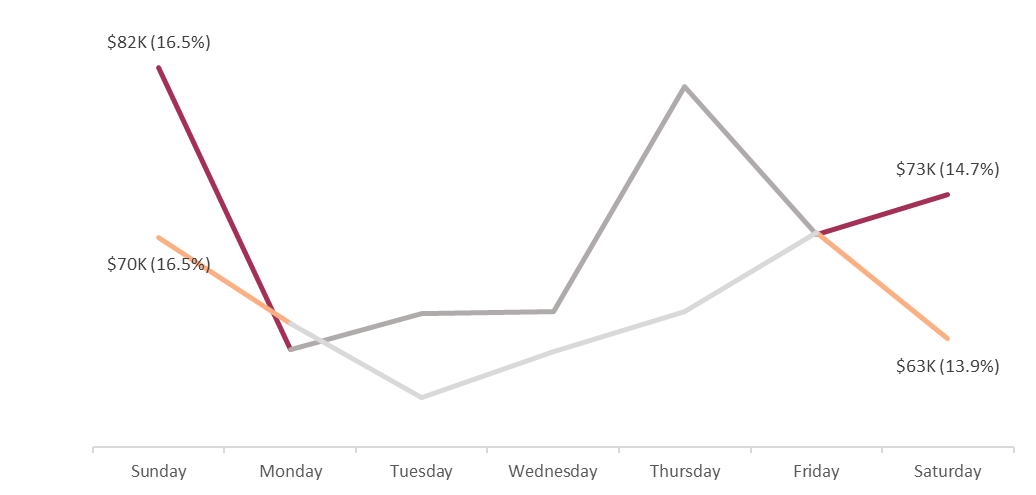 $82K (16.5%)
$73K (14.7%)
$70K (16.5%)
$63K (13.9%)
Sunday
Monday
Tuesday
Wednesday
Thursday
Friday
Saturday